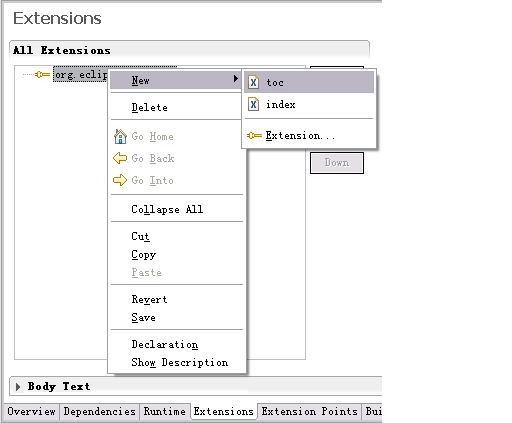 Extensions
All Extensions
org.eclip
New
toc
index
Extension...
Delete
Go Home
Go Back
Go Into
Down
Collapse All
Cut
Copy
Paste
Revert
Save
Declaration
Show Description
Body Text
Overview Dependencies Runtime Extensions Extension Points Bui